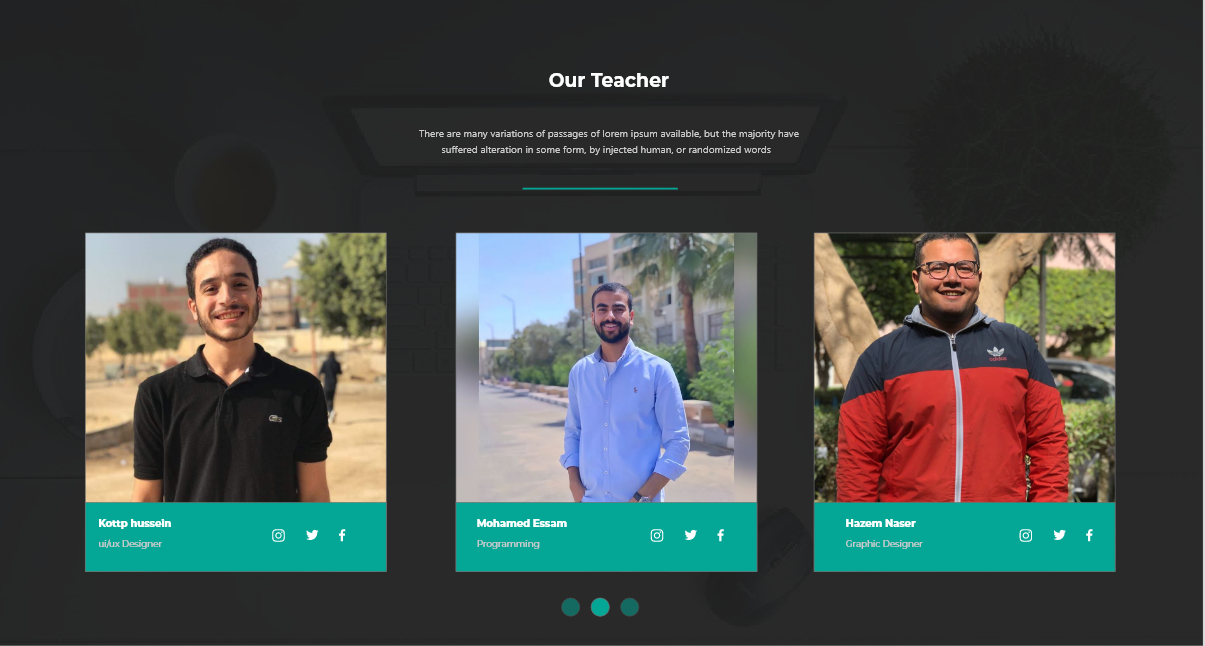 Our Teacher
There are many variations of passages of lorem ipsum available, but the majority have
suffered alteration in some form, by injected human, or randomized words
adidas
Kottp hussein
ui/ux Designer
Mohamed Essam
Programming
Hazem Naser
Graphic Designer